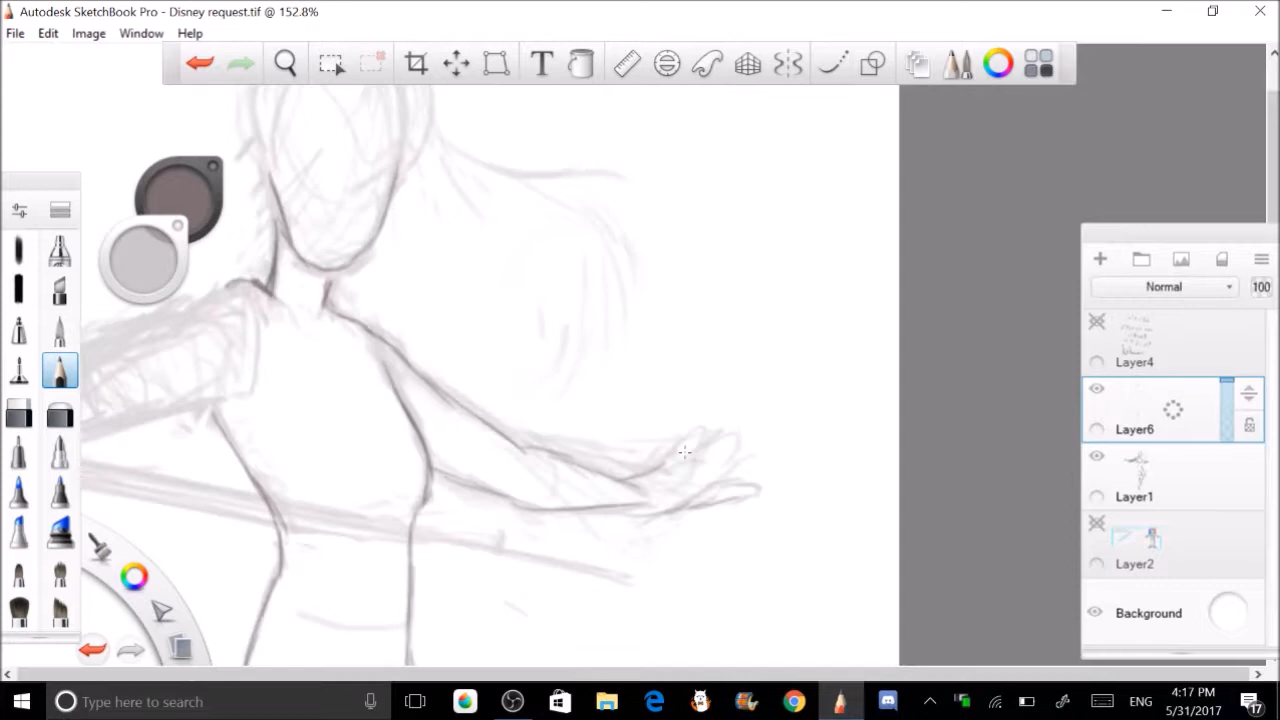 Autodesk SketchBook Pro - Disney request.tif @ 152.8%
File Edit Image Window Help
T
Normal 100
Layer4
Layer6
Layer1
Layer2
Background
Type here to search
ENG
4:17 PM
5/31/2017
17